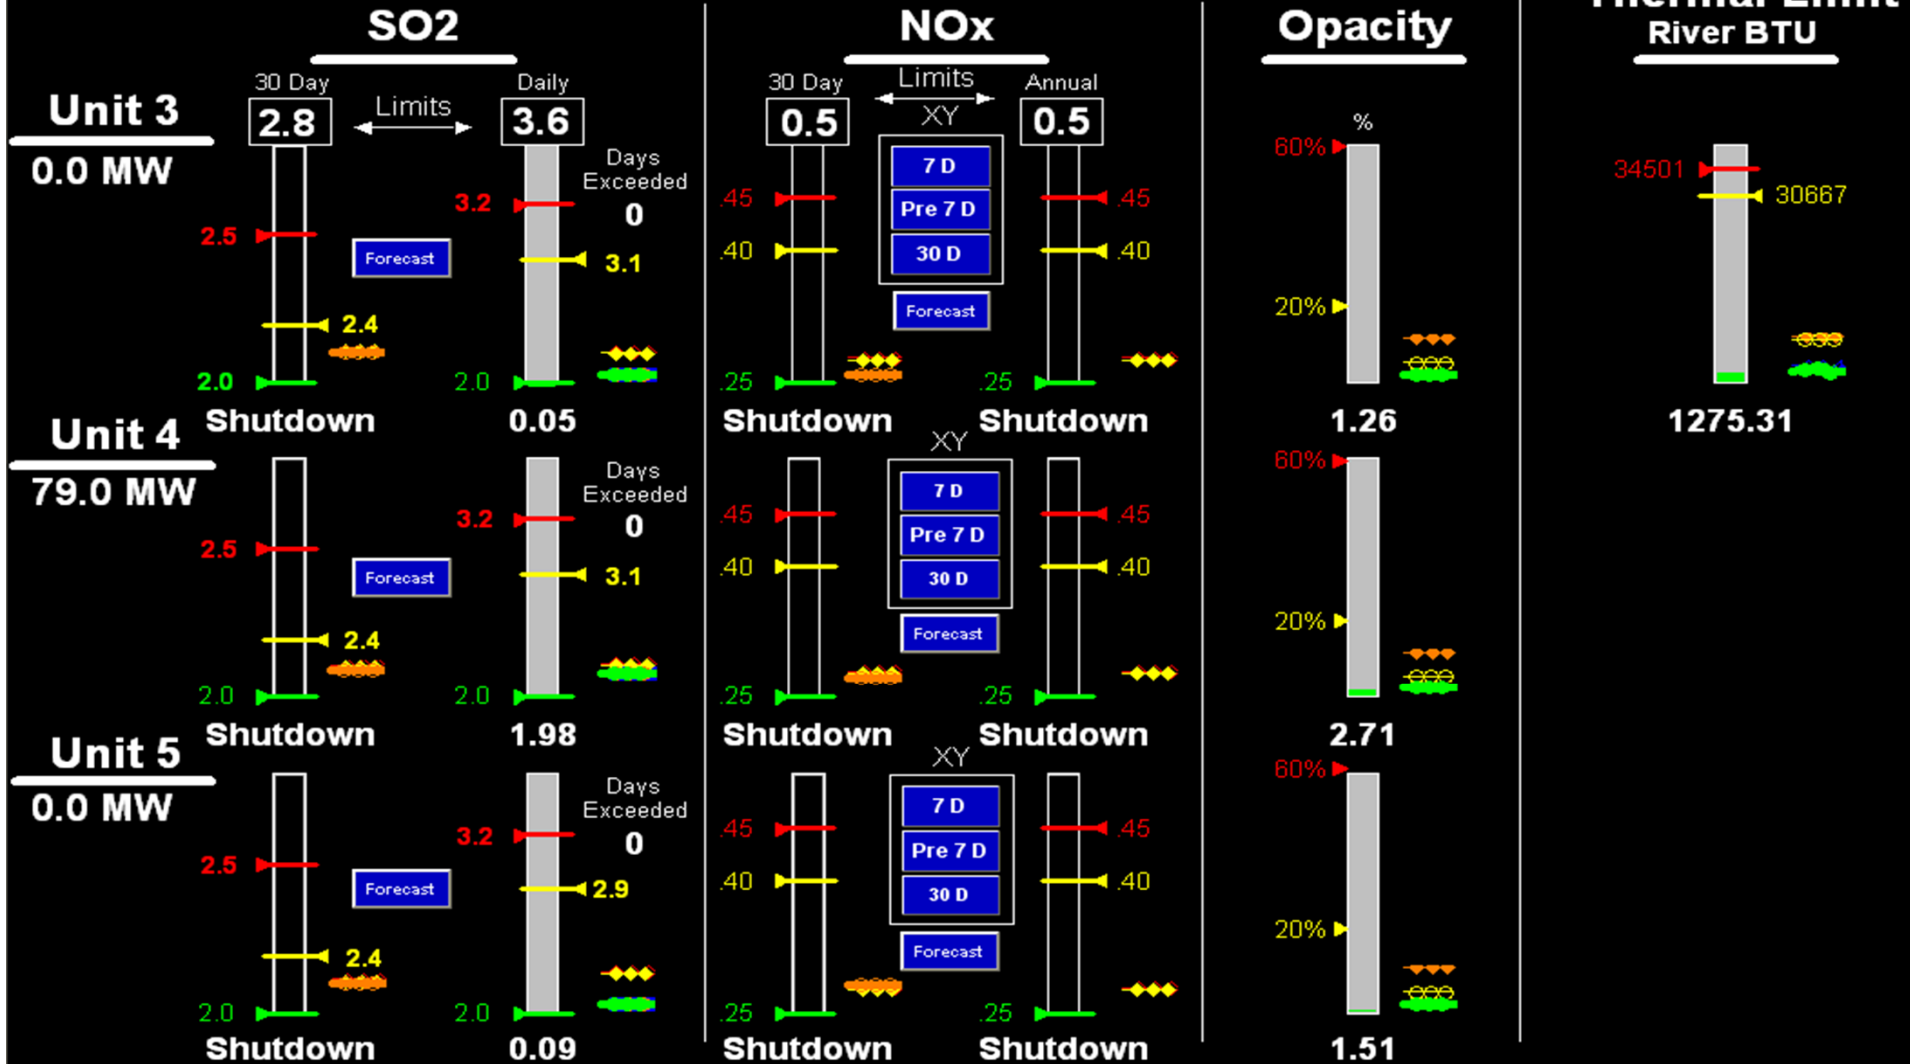 SO2
NOx
Opacity
Thermal Limit
River BTU
30 Day
Limits
Daily
30 Day
Limits
Annual
Unit 3
2.8
3.6
0.5
XY
0.5
%
0.0 MW
Days
Exceeded
0
3.2
2.5
Forecast
3.1
2.4
2.0
2.0
.45
.40
.25
7 D
Pre 7 D
30 D
Forecast
.45
.40
.25
60%
20%
34501
30667
Shutdown
0.05
Shutdown
Shutdown
1.26
1275.31
Unit 4
79.0 MW
Days
Exceeded
0
3.2
2.5
Forecast
3.1
2.4
2.0
2.0
XY
.45
.40
.25
7 D
Pre 7 D
30 D
Forecast
.45
.40
.25
60%
20%
Shutdown
1.98
Shutdown
Shutdown
2.71
Unit 5
0.0 MW
Days
Exceeded
0
3.2
2.5
Forecast
2.9
2.4
2.0
2.0
XY
.45
.40
.25
7 D
Pre 7 D
30 D
Forecast
.45
.40
.25
60%
20%
Shutdown
0.09
Shutdown
Shutdown
1.51